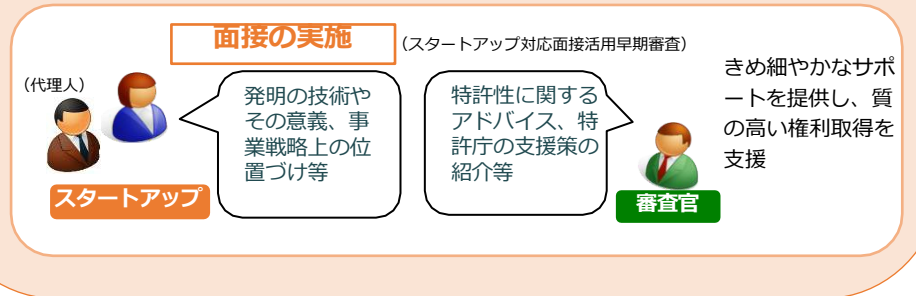 面接の実施
（スタートアップ対応面接活用早期審査）
（代理人）
スタートアップ
発明の技術や
その意義、事
業戦略上の位
置づけ等
特許性に関する
アドバイス、特
許庁の支援策の
紹介等
審査官
きめ細やかなサポ
ートを提供し、質
の高い権利取得を
支援